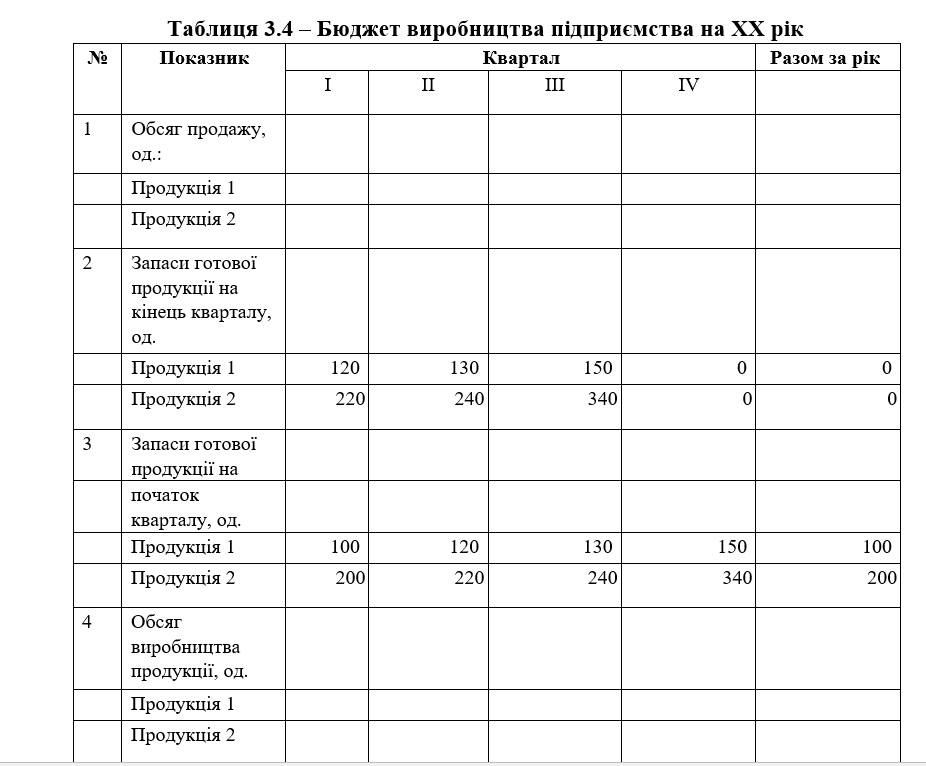 Таблиця 3.4 – Бюджет виробництва підприємства на XX рік
№ Показник Квартал Разом за рік
I II III IV
1 Обсяг продажу,
од.:
Продукція 1
Продукція 2
2 Запаси готової
продукції на
кінець кварталу,
од.
Продукція 1 120 130 150 0 0
Продукція 2 220 240 340 0 0
3 Запаси готової
продукції на
початок
кварталу, од.
Продукція 1 100 120 130 150 100
Продукція 2 200 220 240 340 200
4 Обсяг
виробництва
продукції, од.
Продукція 1
Продукція 2